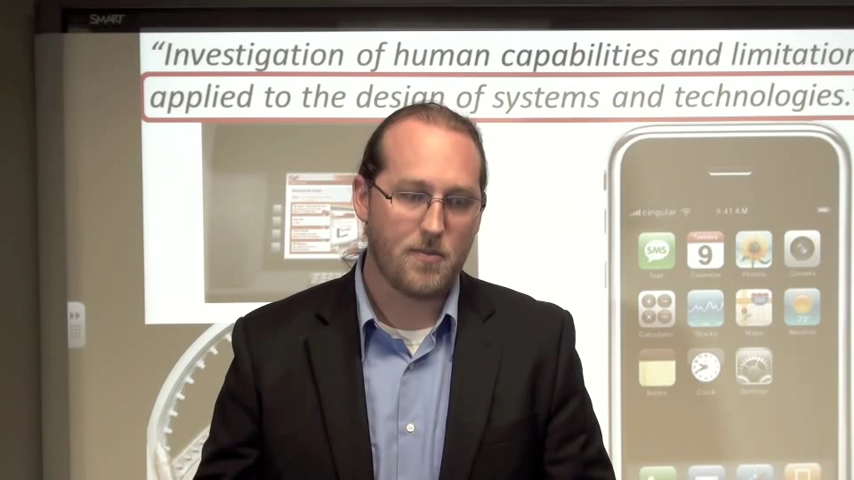 SMART
“Investigation of human capabilities and limitation
applied to the design of systems and technologies.”
cingular 9:41 AM
SMS
Tuesday
9
Text Calendar Photos Camera
Calculator Stocks Maps Weather
Notes Clock Settings